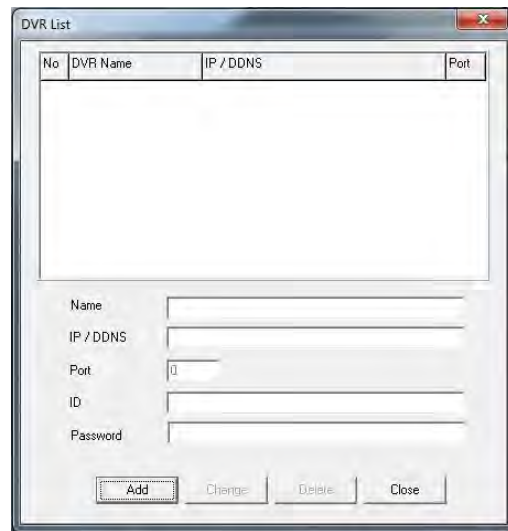 DVR List
No DVR Name IP / DDNS Port
Name
IP / DDNS
Port 0
ID
Password
Add Change Delete Close